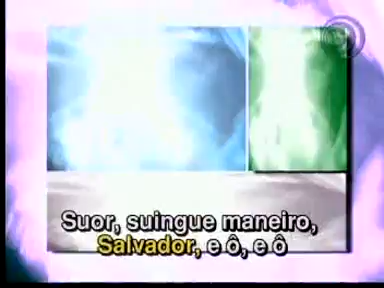 Suor, suingue maneiro,
Salvador, e ô, e ô